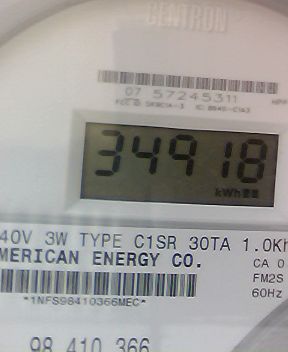 CENTRON
07 57245311
34918
kWh
40V 3W TYPE C1SR 30TA 1.0Kh
MERICAN ENERGY CO.
CA 0
FM2S
60Hz
*1NFS98410366MEC*
98 410 366